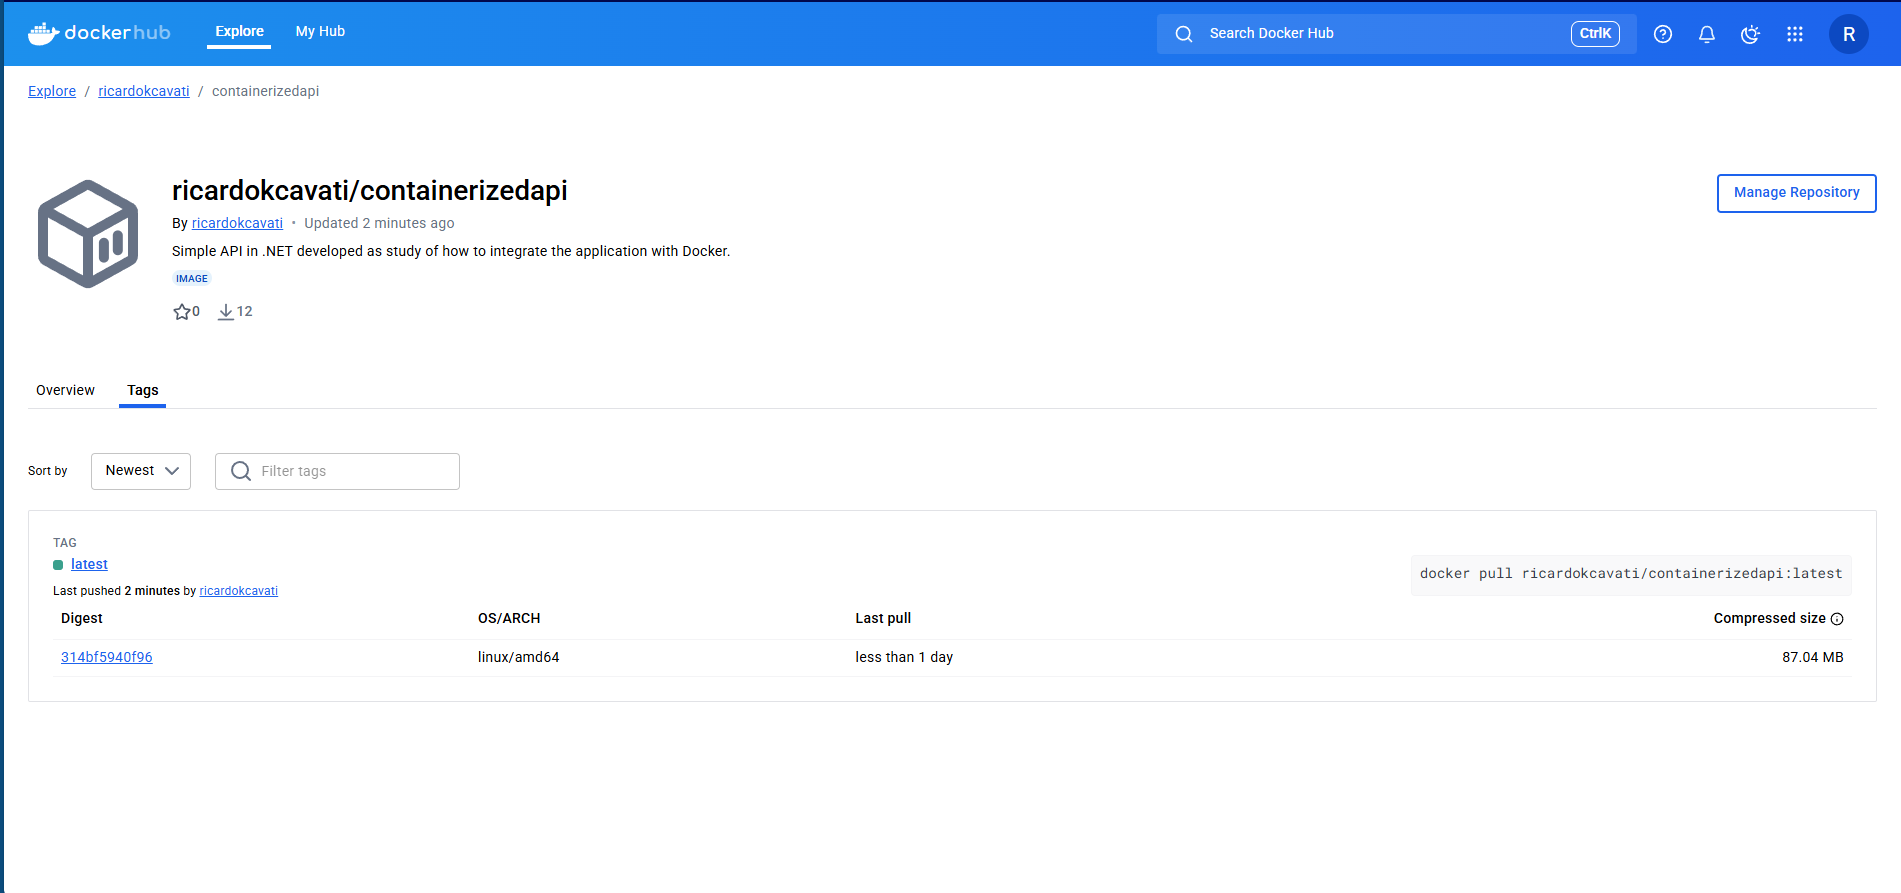 dockerhub Explore My Hub Search Docker Hub CtrlK R
Explore / ricardokcavati / containerizedapi
ricardokcavati/containerizedapi Manage Repository
By ricardokcavati • Updated 2 minutes ago
Simple API in .NET developed as study of how to integrate the application with Docker.
IMAGE
0 12
Overview Tags
Sort by Newest Filter tags
TAG
latest
docker pull ricardokcavati/containerizedapi:latest
Last pushed 2 minutes by ricardokcavati
Digest OS/ARCH Last pull Compressed size
314bf5940f96 linux/amd64 less than 1 day 87.04 MB